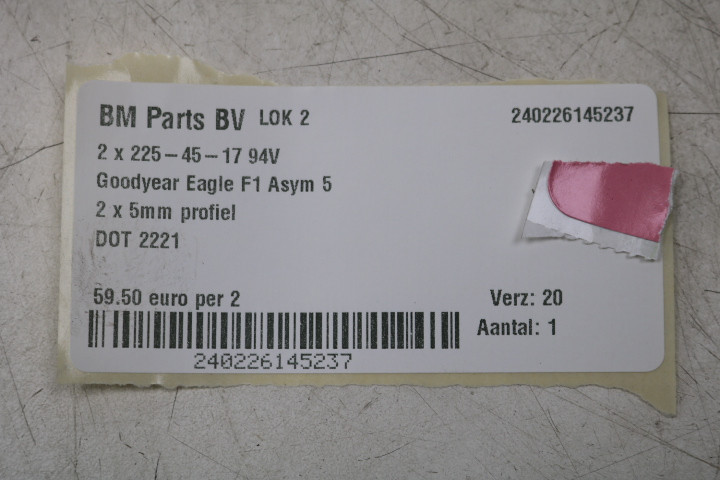 BM Parts BV LOK 2 240226145237
2 x 225-45-17 94V
Goodyear Eagle F1 Asym 5
2 x 5mm profiel
DOT 2221
59.50 euro per 2 Verz: 20
Aantal: 1
240226145237